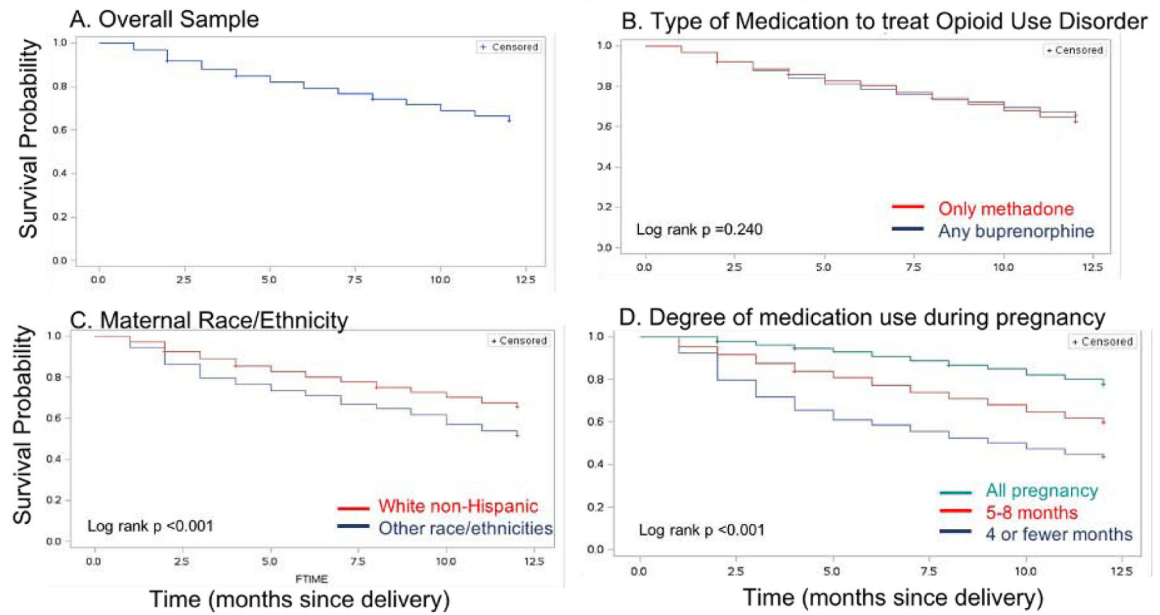 A. Overall Sample
B. Type of Medication to treat Opioid Use Disorder
Survival Probability
1.0
0.8
0.6
0.4
0.2
0.0
+ Censored
0.0 2.5 5.0 7.5 10.0 12.5
1.0
0.8
0.6
0.4
0.2
0.0
+ Censored
Only methadone
Any buprenorphine
Log rank p =0.240
0.0 2.5 5.0 7.5 10.0 12.5
C. Maternal Race/Ethnicity
D. Degree of medication use during pregnancy
Survival Probability
1.0
0.8
0.6
0.4
0.2
0.0
+ Censored
White non-Hispanic
Other race/ethnicities
Log rank p <0.001
0.0 2.5 5.0 7.5 10.0 12.5
FTIME
Time (months since delivery)
1.0
0.8
0.6
0.4
0.2
0.0
+ Censored
All pregnancy
5-8 months
4 or fewer months
Log rank p <0.001
0.0 2.5 5.0 7.5 10.0 12.5
Time (months since delivery)